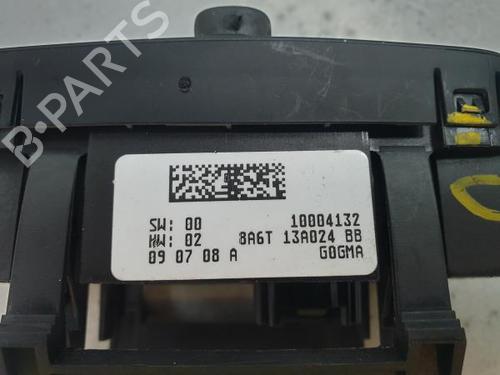 B-PARTS
SW: 00 10004132
HW: 02 8A6T 13A024 BB
09 07 08 A GOGMA